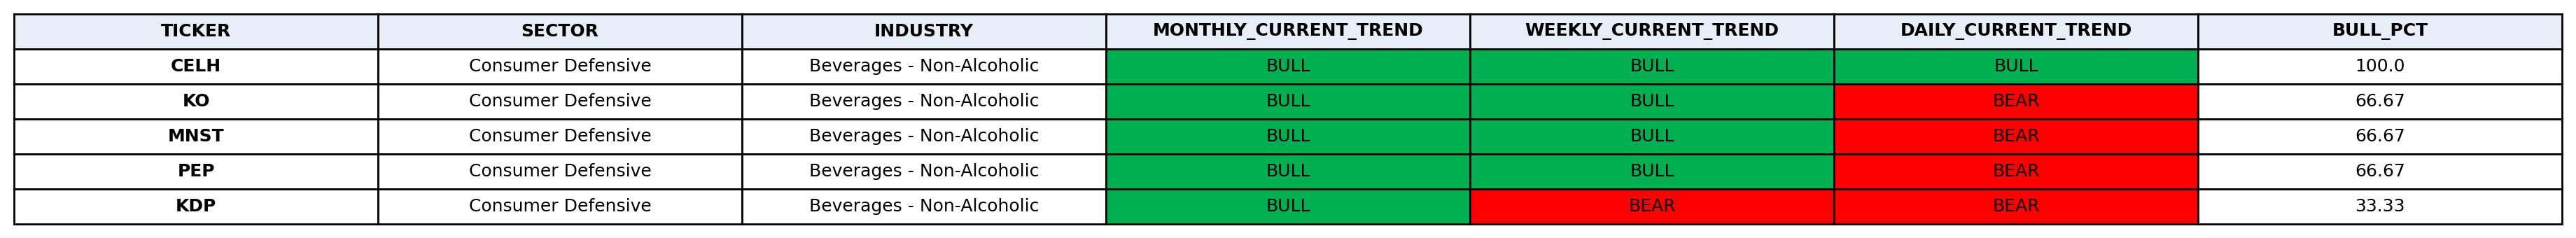 TICKER SECTOR INDUSTRY MONTHLY_CURRENT_TREND WEEKLY_CURRENT_TREND DAILY_CURRENT_TREND BULL_PCT
CELH Consumer Defensive Beverages - Non-Alcoholic BULL BULL BULL 100.0
KO Consumer Defensive Beverages - Non-Alcoholic BULL BULL BEAR 66.67
MNST Consumer Defensive Beverages - Non-Alcoholic BULL BULL BEAR 66.67
PEP Consumer Defensive Beverages - Non-Alcoholic BULL BULL BEAR 66.67
KDP Consumer Defensive Beverages - Non-Alcoholic BULL BEAR BEAR 33.33